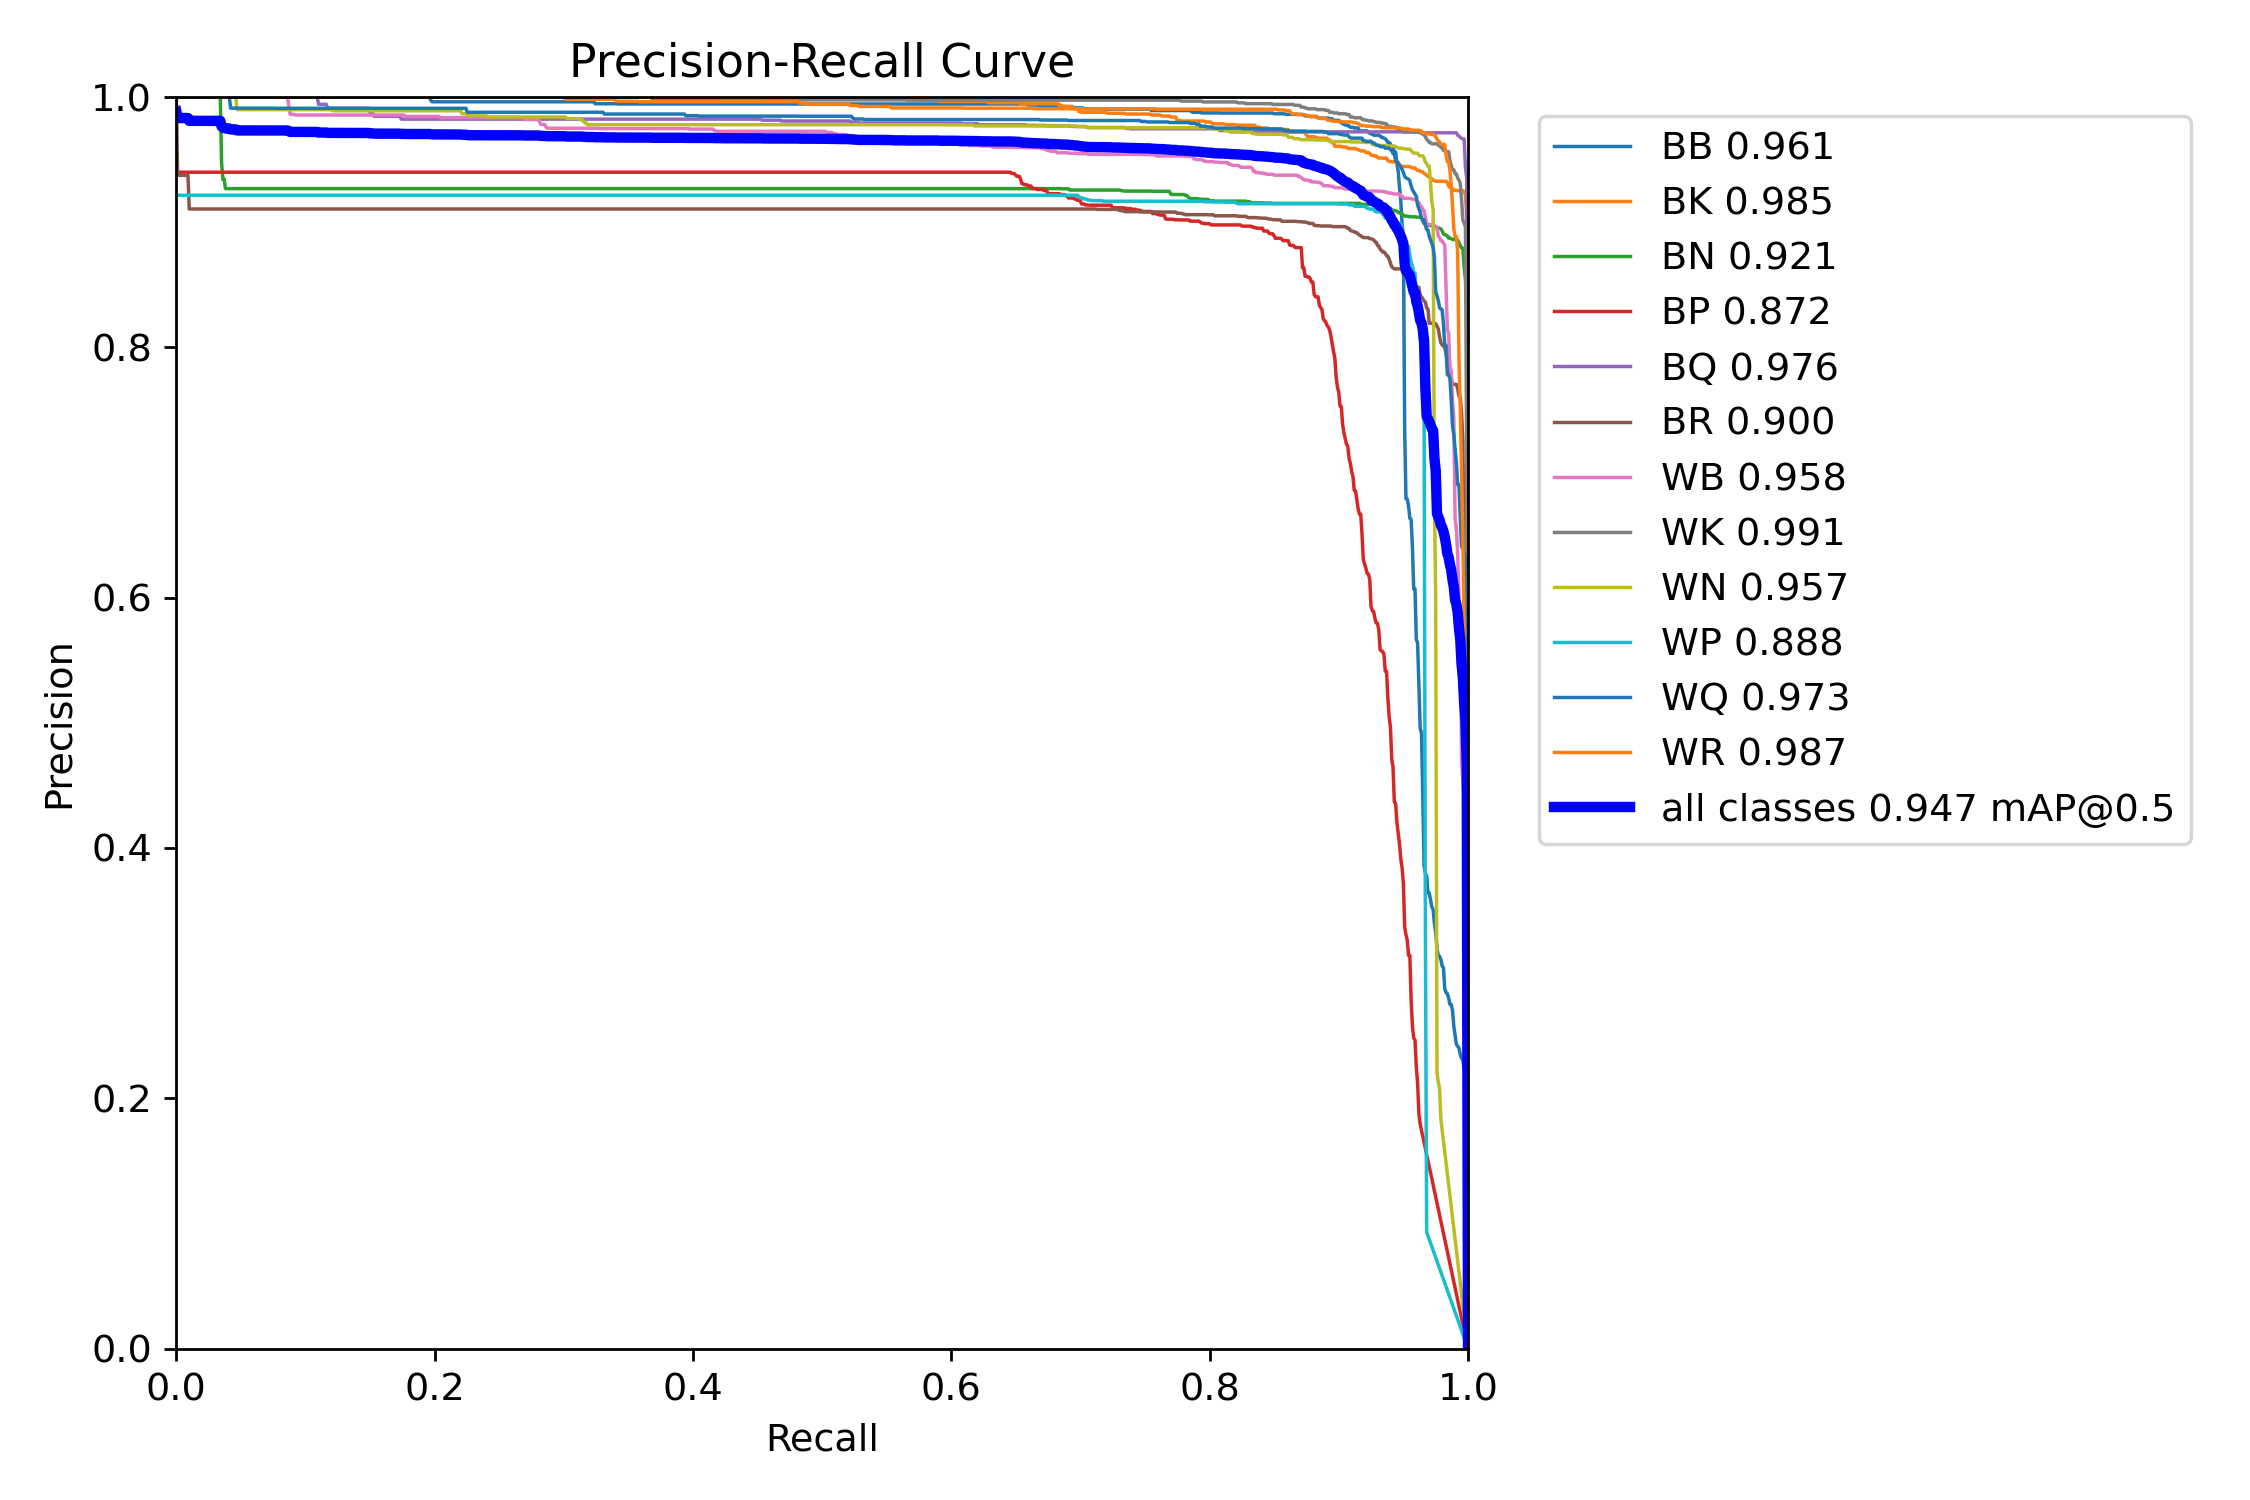 Precision-Recall Curve
1.0
0.8
0.6
0.4
0.2
0.0
Precision
0.0 0.2 0.4 0.6 0.8 1.0
Recall
BB 0.961
BK 0.985
BN 0.921
BP 0.872
BQ 0.976
BR 0.900
WB 0.958
WK 0.991
WN 0.957
WP 0.888
WQ 0.973
WR 0.987
all classes 0.947 mAP@0.5